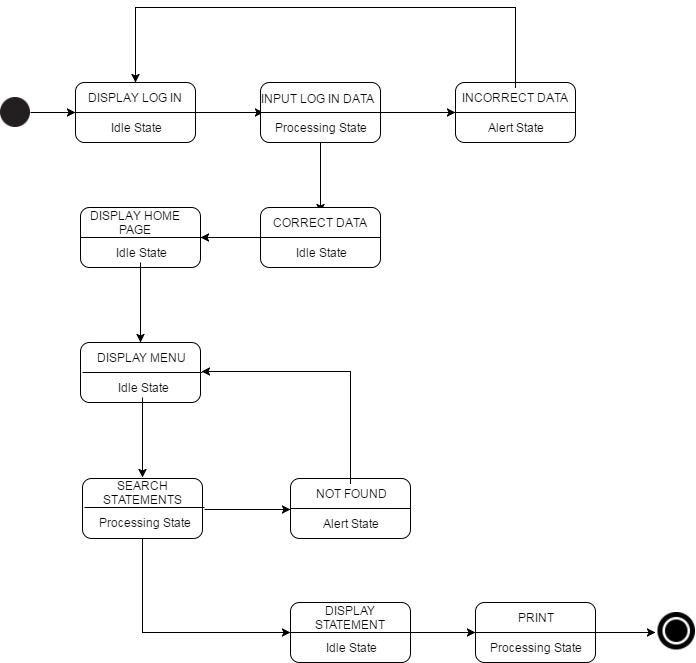 DISPLAY LOG IN
Idle State
INPUT LOG IN DATA
Processing State
INCORRECT DATA
Alert State
DISPLAY HOME
PAGE
Idle State
CORRECT DATA
Idle State
DISPLAY MENU
Idle State
SEARCH
STATEMENTS
Processing State
NOT FOUND
Alert State
DISPLAY
STATEMENT
Idle State
PRINT
Processing State